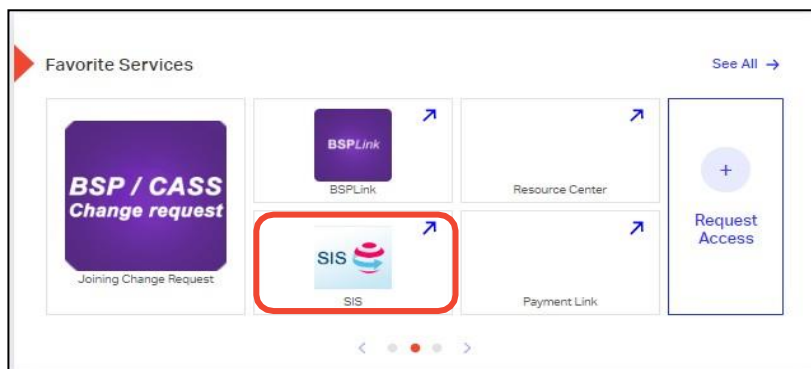 Favorite Services
See All →
BSP / CASS
Change request
Joining Change Request
BSPLink
BSPLink
Resource Center
SIS
SIS
Payment Link
+
Request
Access